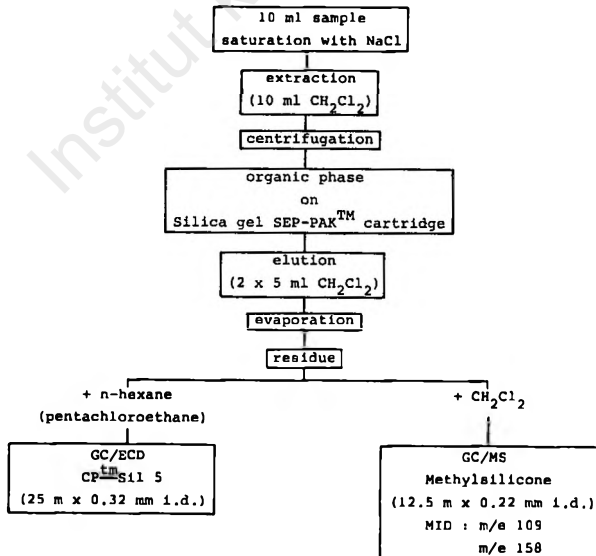 10 ml sample
saturation with NaCl
extraction
(10 ml CH2Cl2)
centrifugation
organic phase
on
Silica gel SEP-PAK™ cartridge
elution
(2 x 5 ml CH2Cl2)
evaporation
residue
+ n-hexane
(pentachloroethane)
GC/ECD
CP™Sil 5
(25 m x 0.32 mm i.d.)
+ CH2Cl2
GC/MS
Methylsilicone
(12.5 m x 0.22 mm i.d.)
MID : m/e 109
m/e 158
Institut